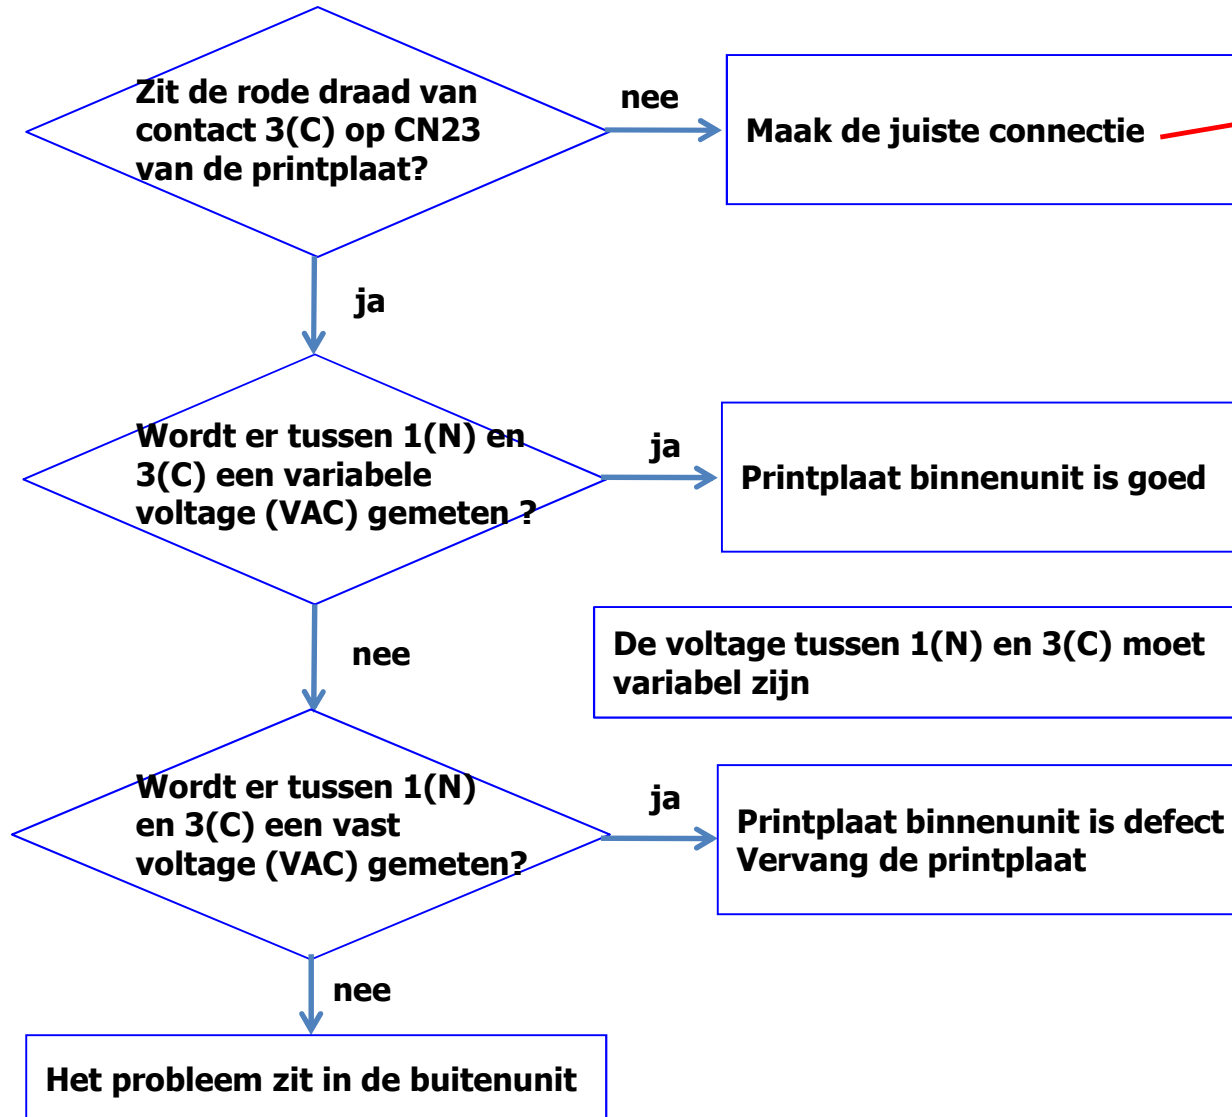 Zit de rode draad van
contact 3(C) op CN23
van de printplaat?
nee
Maak de juiste connectie
ja
Wordt er tussen 1(N) en
3(C) een variabele
voltage (VAC) gemeten ?
ja
Printplaat binnenunit is goed
nee
De voltage tussen 1(N) en 3(C) moet
variabel zijn
Wordt er tussen 1(N)
en 3(C) een vast
voltage (VAC) gemeten?
ja
Printplaat binnenunit is defect
Vervang de printplaat
nee
Het probleem zit in de buitenunit